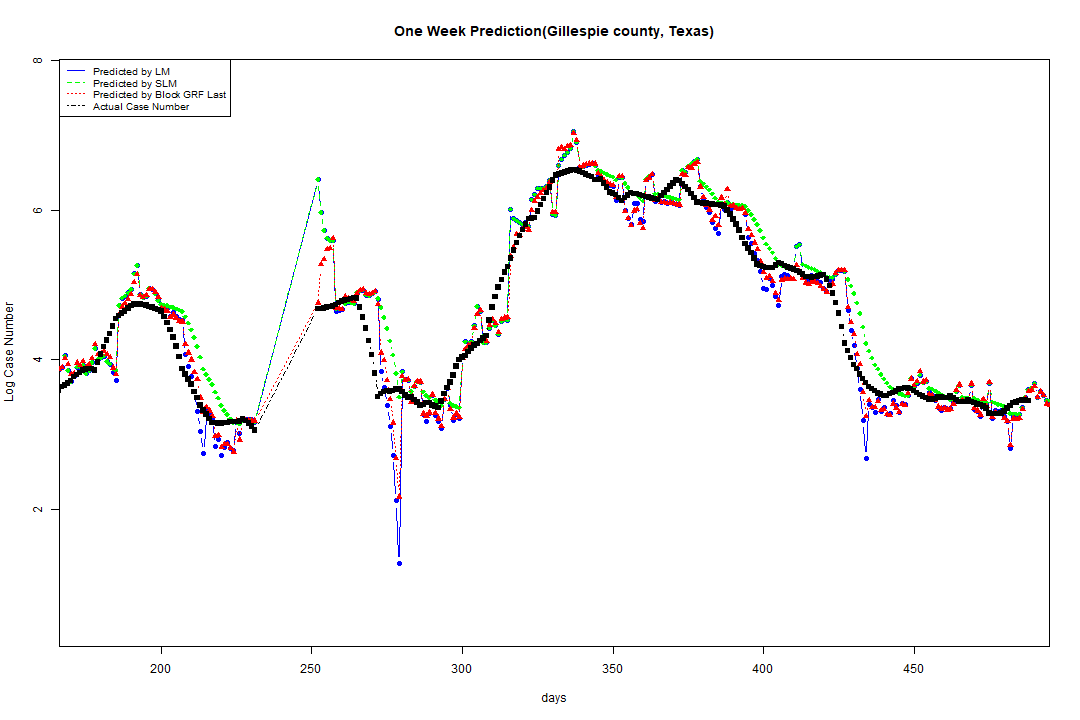 One Week Prediction(Gillespie county, Texas)
Predicted by LM
Predicted by SLM
Predicted by Block GRF Last
Actual Case Number
8
6
4
2
Log Case Number
200 250 300 350 400 450
days